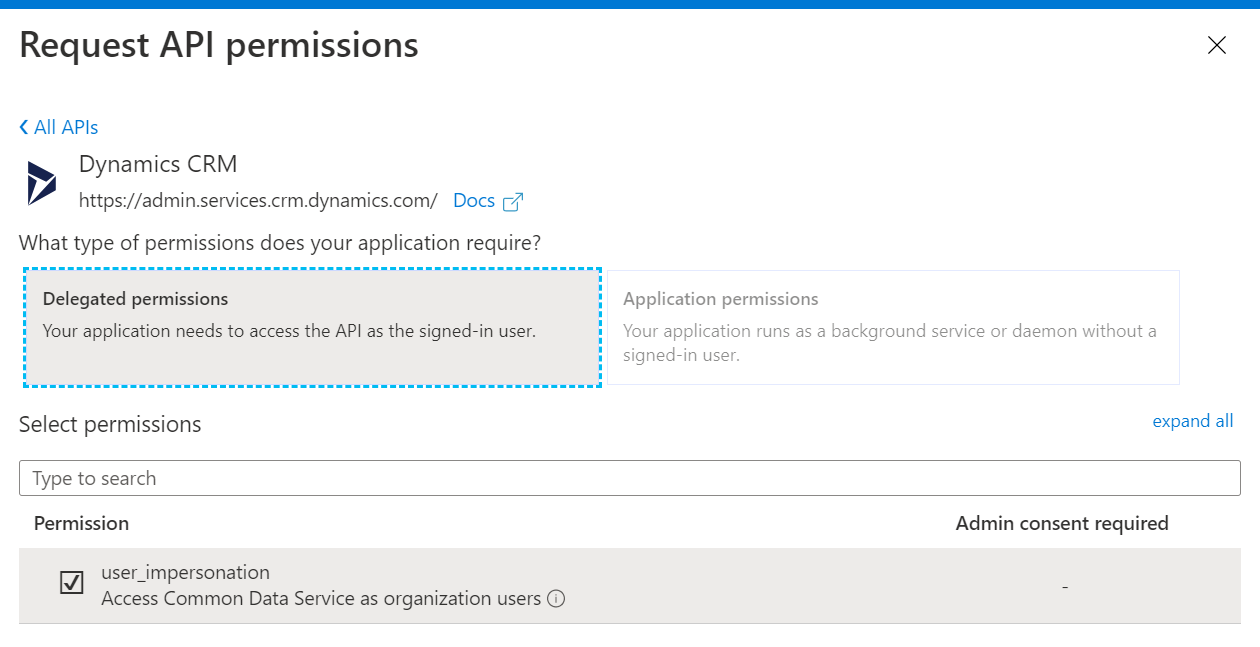 Request API permissions
All APIs
Dynamics CRM
https://admin.services.crm.dynamics.com/ Docs
What type of permissions does your application require?
Delegated permissions
Your application needs to access the API as the signed-in user.
Application permissions
Your application runs as a background service or daemon without a
signed-in user.
Select permissions
expand all
Type to search
Permission
Admin consent required
user_impersonation
Access Common Data Service as organization users
-